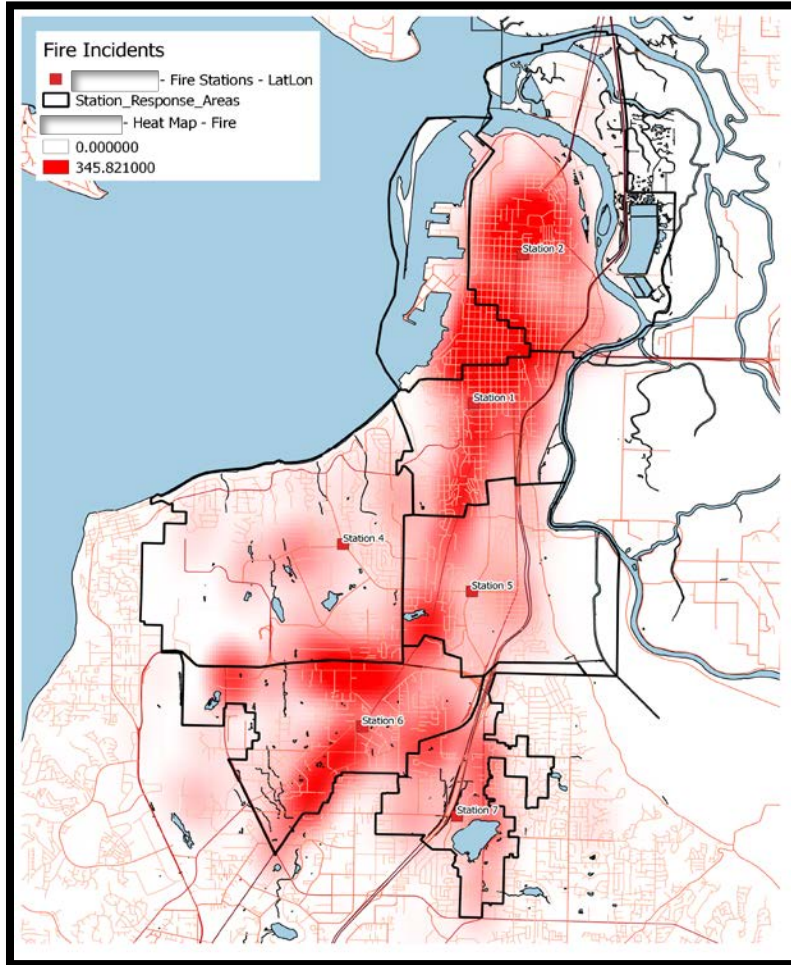 Fire Incidents
- Fire Stations - LatLon
Station_Response_Areas
- Heat Map - Fire
0.000000
345.821000
Station 2
Station 1
Station 4
Station 5
Station 6
Station 7